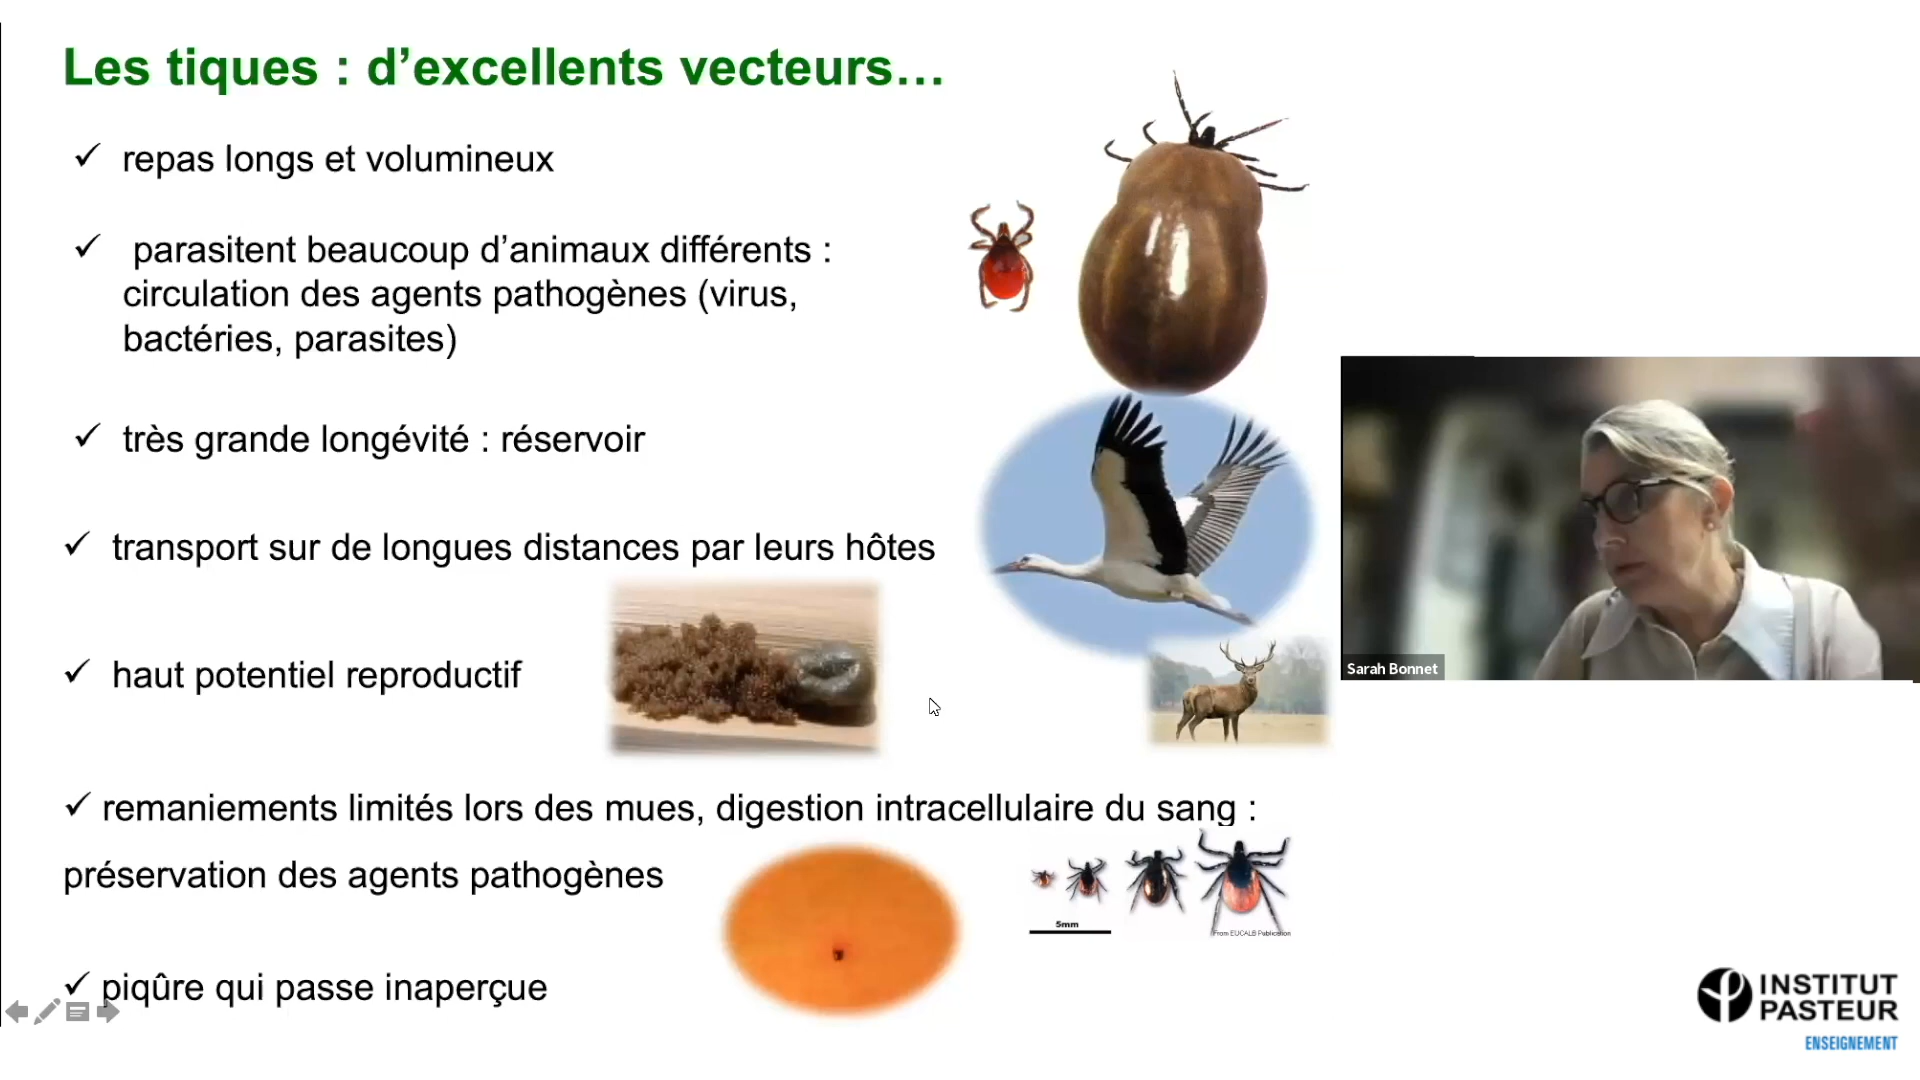 Les tiques : d’excellents vecteurs…
✓ repas longs et volumineux
✓ parasitent beaucoup d’animaux différents :
circulation des agents pathogènes (virus,
bactéries, parasites)
✓ très grande longévité : réservoir
✓ transport sur de longues distances par leurs hôtes
✓ haut potentiel reproductif
Sarah Bonnet
✓ remaniements limités lors des mues, digestion intracellulaire du sang :
préservation des agents pathogènes
5mm
From EUCALB Publication
✓ piqûre qui passe inaperçue
INSTITUT
PASTEUR
ENSEIGNEMENT